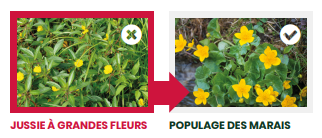 JUSSIE À GRANDES FLEURS
POPULAGE DES MARAIS